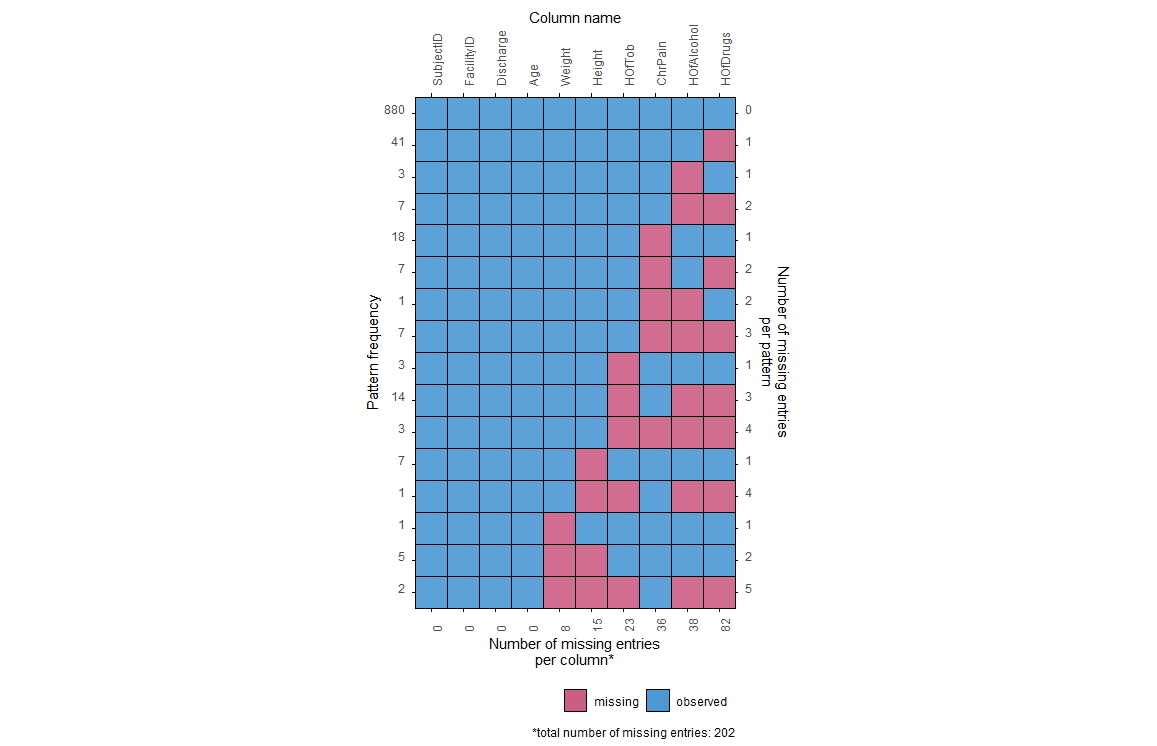 Column name
SubjectID
FacilityID
Discharge
Age
Weight
Height
HOfTob
ChrPain
HOfAlcohol
HOfDrugs
Pattern frequency
880
41
3
7
18
7
1
7
3
14
3
7
1
1
5
2
0
1
1
2
1
2
2
3
1
3
4
1
4
1
2
5
Number of missing entries
per pattern
0
0
0
0
8
15
23
36
38
82
Number of missing entries
per column*
missing
observed
*total number of missing entries: 202